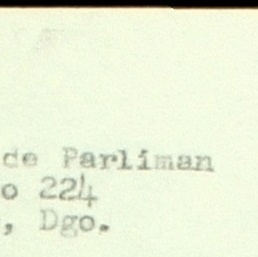 de Parliman
o 224
, Dgo.